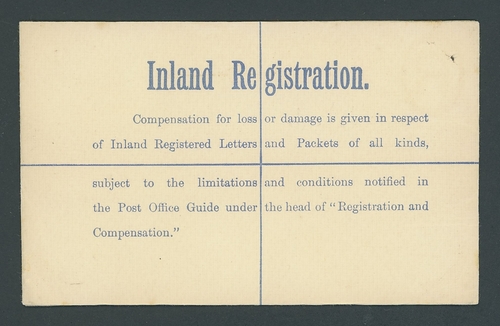 Inland Registration.
Compensation for loss or damage is given in respect
of Inland Registered Letters and Packets of all kinds,
subject to the limitations and conditions notified in
the Post Office Guide under the head of "Registration and
Compensation."